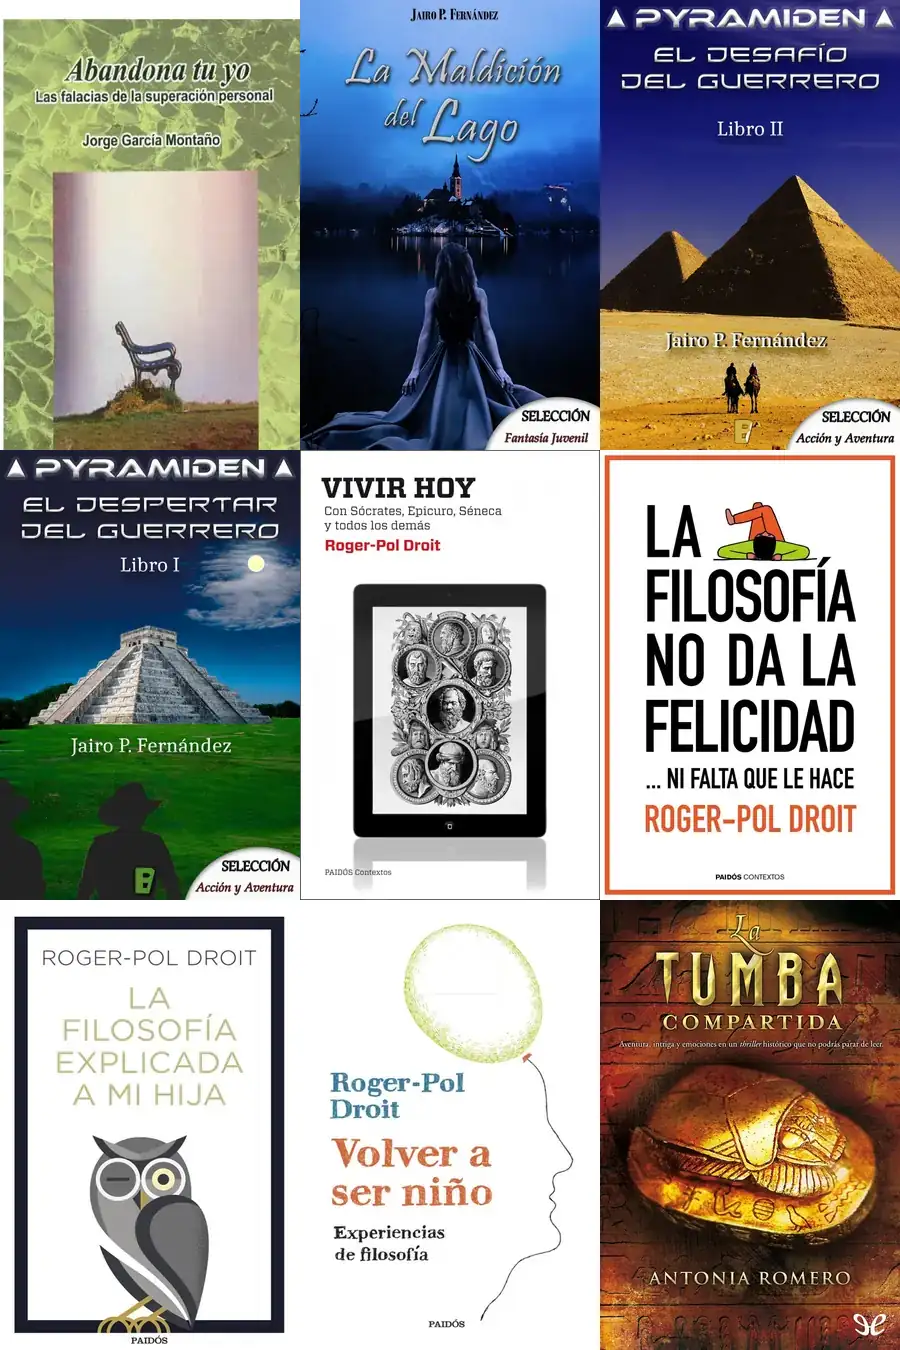 Abandona tu yo
Las falacias de la superación personal
Jorge García Montaño
Jairo P. Fernández
La Maldición
del Lago
SELECCIÓN
Fantasía Juvenil
PYRAMIDEN
EL DESAFÍO
DEL GUERRERO
Libro II
Jairo P. Fernández
B
SELECCIÓN
Acción y Aventura
PYRAMIDEN
EL DESPERTAR
DEL GUERRERO
Libro I
Jairo P. Fernández
B
SELECCIÓN
Acción y Aventura
VIVIR HOY
Con Sócrates, Epicuro, Séneca
y todos los demás
Roger-Pol Droit
PAIDÓS Contextos
LA
FILOSOFÍA
NO DA LA
FELICIDAD
... NI FALTA QUE LE HACE
ROGER-POL DROIT
PAIDÓS CONTEXTOS
ROGER-POL DROIT
LA
FILOSOFÍA
EXPLICADA
A MI HIJA
PAIDÓS
Roger-Pol
Droit
Volver a
ser niño
Experiencias
de filosofía
PAIDÓS
La
TUMBA
COMPARTIDA
Aventura, intriga y emociones en un thriller histórico que no podrás parar de leer.
ANTONIA ROMERO